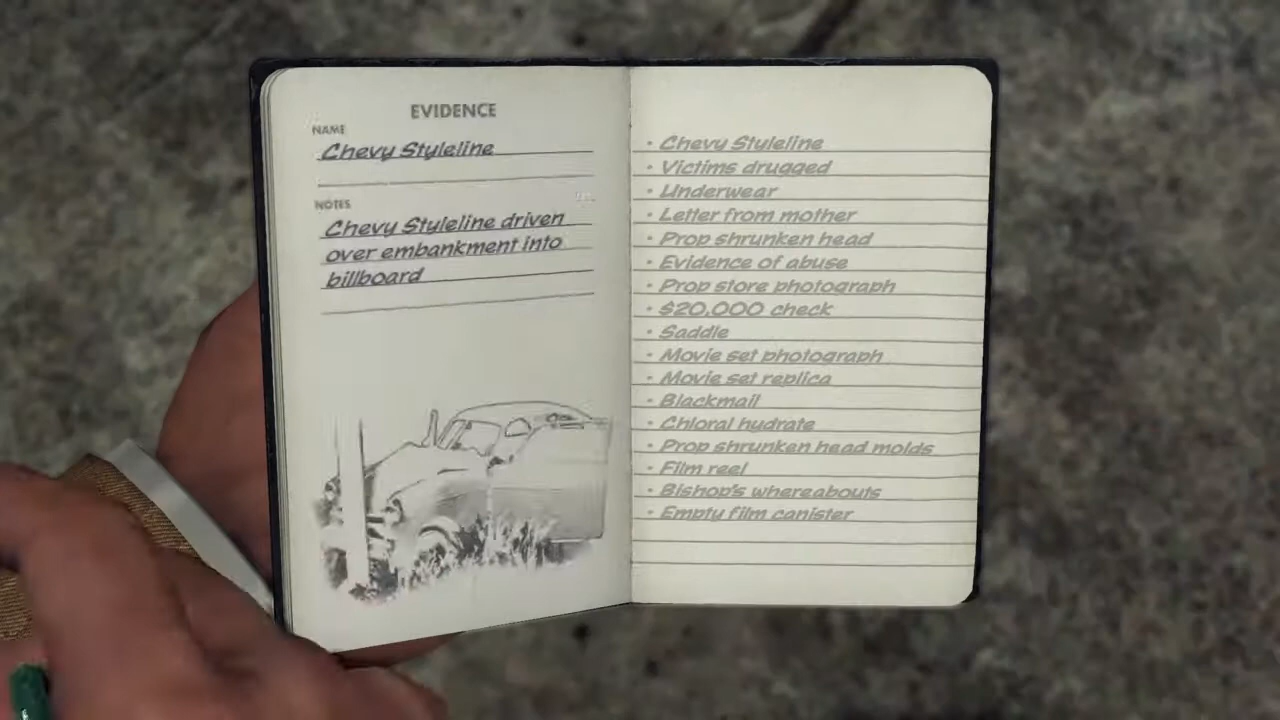 EVIDENCE
NAME
Chevy Styleline
NOTES
Chevy Styleline driven
over embankment into
billboard
• Chevy Styleline
• Victims drugged
• Underwear
• Letter from mother
• Prop shrunken head
• Evidence of abuse
• Prop store photograph
• $20,000 check
• Saddle
• Movie set photograph
• Movie set replica
• Blackmail
• Chloral hydrate
• Prop shrunken head molds
• Film reel
• Bishop's whereabouts
• Empty film canister